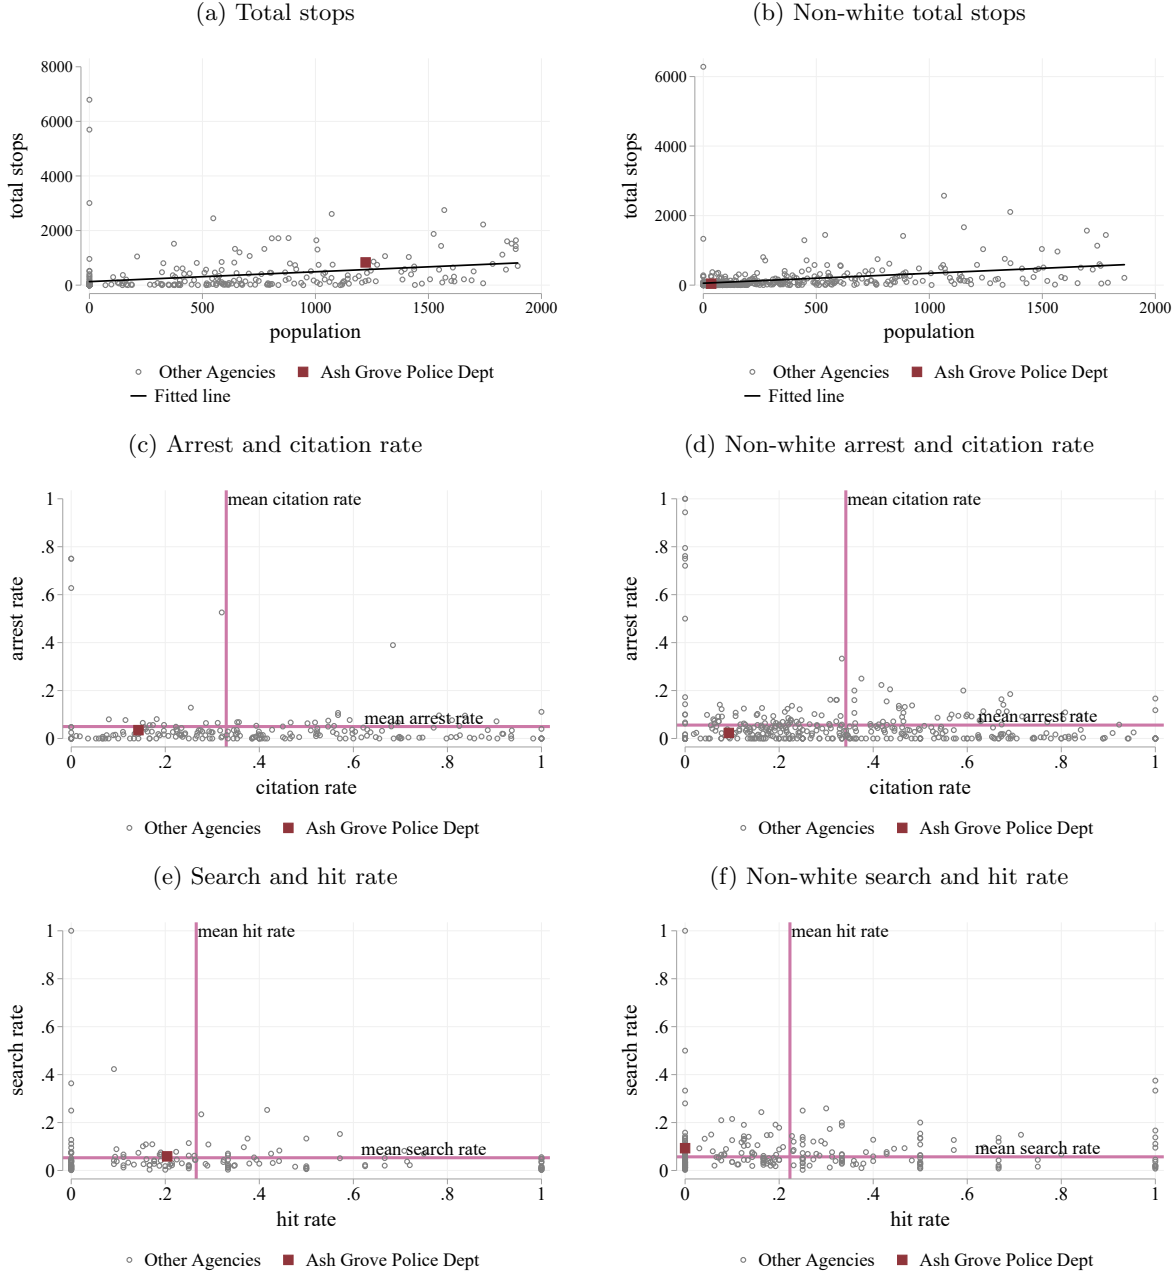 (a) Total stops
8000
6000
4000
2000
0
total stops
0 500 1000 1500 2000
population
Other Agencies Ash Grove Police Dept
Fitted line
(b) Non-white total stops
6000
4000
2000
0
total stops
0 500 1000 1500 2000
population
Other Agencies Ash Grove Police Dept
Fitted line
(c) Arrest and citation rate
mean citation rate
1
.8
.6
.4
.2
0
arrest rate
mean arrest rate
0 .2 .4 .6 .8 1
citation rate
Other Agencies Ash Grove Police Dept
(d) Non-white arrest and citation rate
mean citation rate
1
.8
.6
.4
.2
0
arrest rate
mean arrest rate
0 .2 .4 .6 .8 1
citation rate
Other Agencies Ash Grove Police Dept
(e) Search and hit rate
mean hit rate
1
.8
.6
.4
.2
0
search rate
mean search rate
0 .2 .4 .6 .8 1
hit rate
Other Agencies Ash Grove Police Dept
(f) Non-white search and hit rate
mean hit rate
1
.8
.6
.4
.2
0
search rate
mean search rate
0 .2 .4 .6 .8 1
hit rate
Other Agencies Ash Grove Police Dept